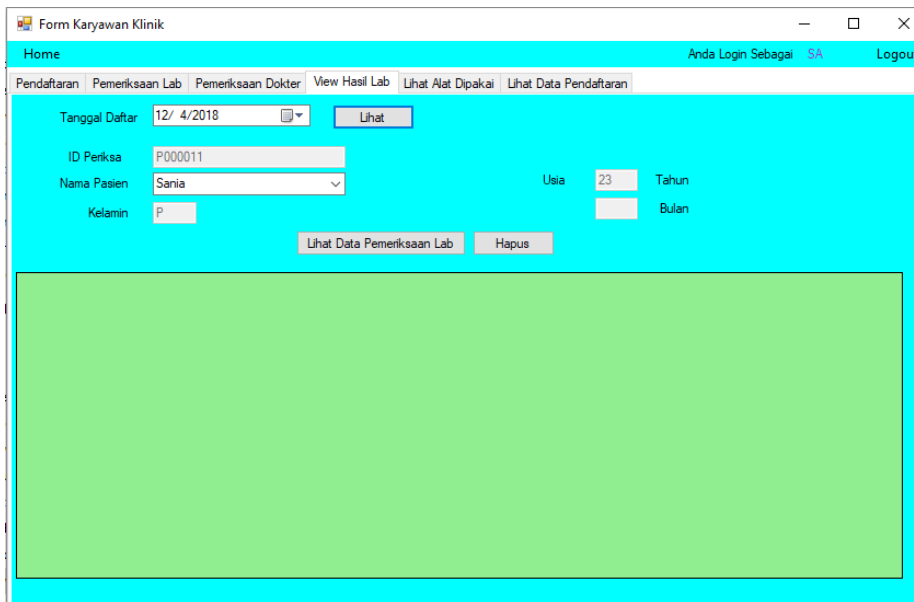 Form Karyawan Klinik
Home Anda Login Sebagai SA Logou
Pendaftaran Pemeriksaan Lab Pemeriksaan Dokter View Hasil Lab Lihat Alat Dipakai Lihat Data Pendaftaran
Tanggal Daftar 12/ 4/2018 Lihat
ID Periksa P000011
Nama Pasien Sania Usia 23 Tahun
Kelamin P Bulan
Lihat Data Pemeriksaan Lab Hapus